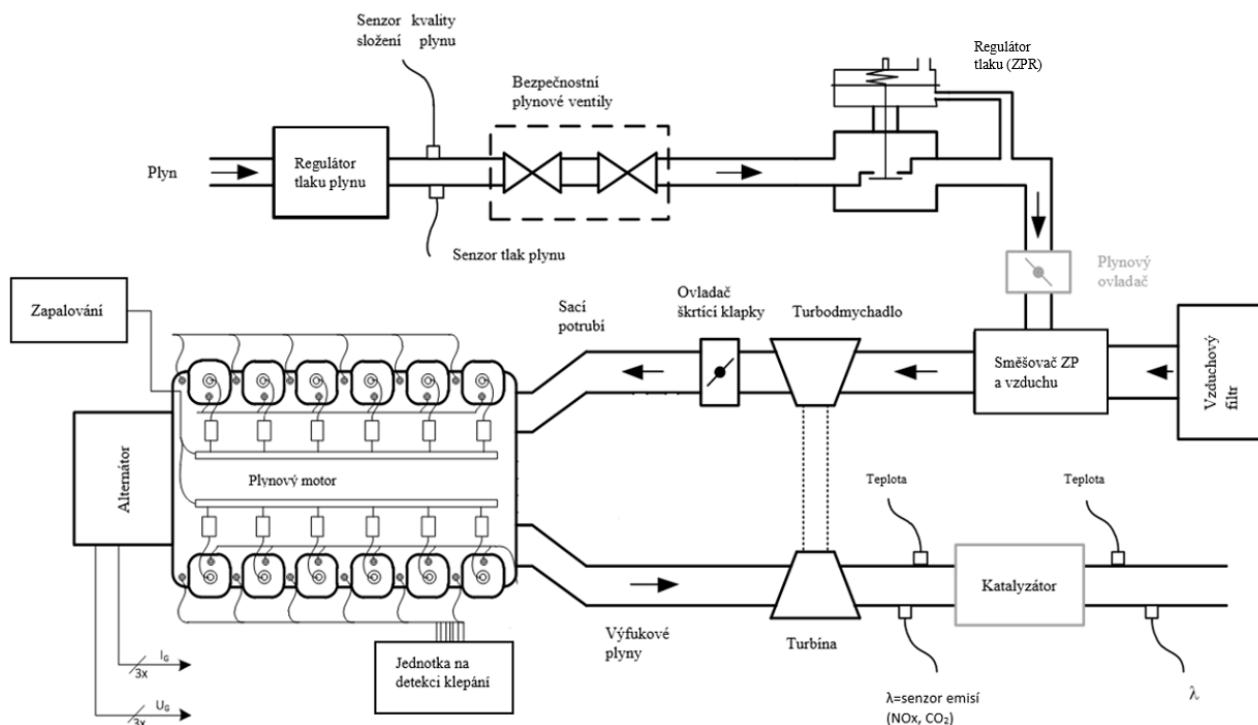 Senzor kvality
složení plynu
Bezpečnostní
plynové ventily
Regulátor
tlaku (ZPR)
Plyn
Regulátor
tlaku plynu
Senzor tlak plynu
Plynový
ovladač
Zapalování
Sací
potrubí
Ovladač
škrtící klapky
Turbodmychadlo
Směšovač ZP
a vzduchu
Vzduchový
filtr
Alternátor
Plynový motor
Teplota
Teplota
Katalyzátor
Výfukové
plyny
Turbína
Jednotka na
detekci klepání
λ=senzor emisí
(NOx, CO₂)
λ
I_G
3x
U_G
3x